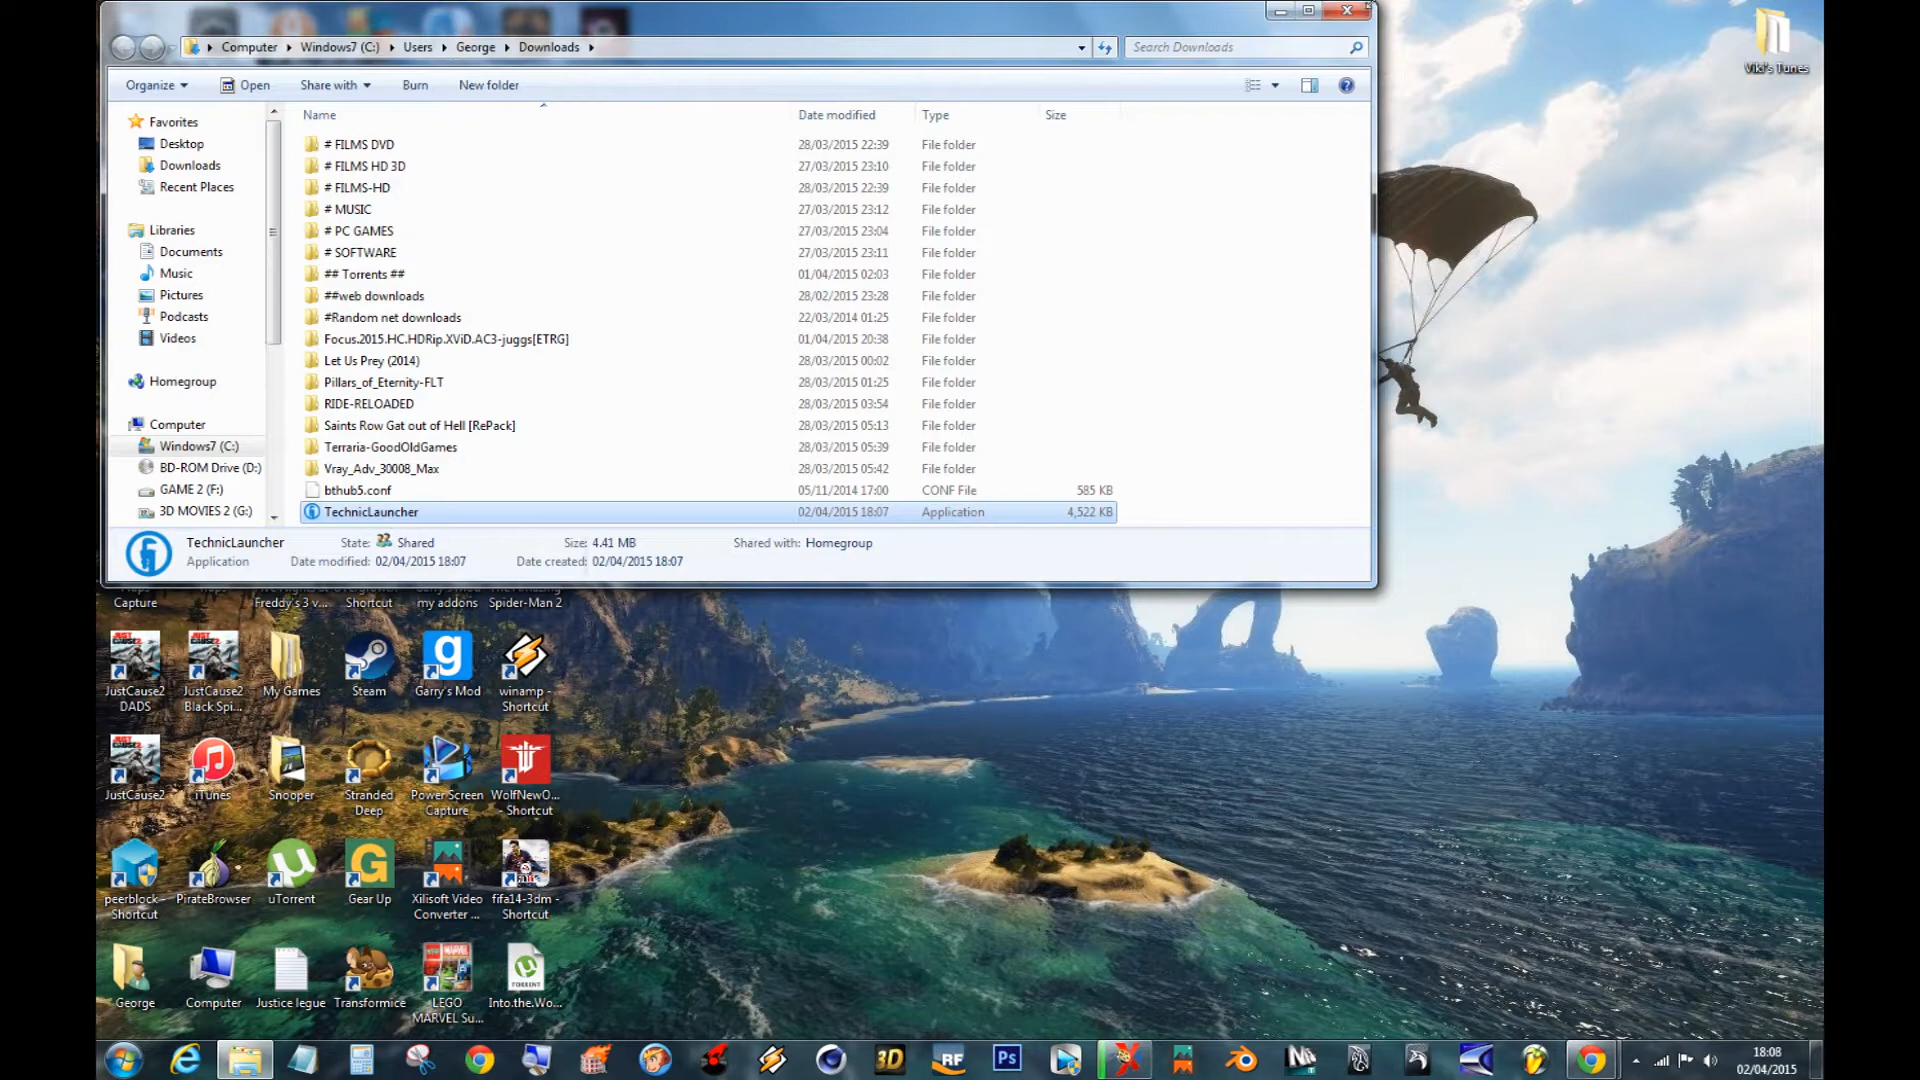 Computer Windows7 (C:) Users George Downloads
Search Downloads
Viki's Tunes
Organize Open Share with Burn New folder
Name Date modified Type Size
Favorites
Desktop
Downloads
Recent Places
Libraries
Documents
Music
Pictures
Podcasts
Videos
Homegroup
Computer
Windows7 (C:)
BD-ROM Drive (D:)
GAME 2 (F:)
3D MOVIES 2 (G:)
# FILMS DVD 28/03/2015 22:39 File folder
# FILMS HD 3D 27/03/2015 23:10 File folder
# FILMS-HD 28/03/2015 22:39 File folder
# MUSIC 27/03/2015 23:12 File folder
# PC GAMES 27/03/2015 23:04 File folder
# SOFTWARE 27/03/2015 23:11 File folder
## Torrents ## 01/04/2015 02:03 File folder
##web downloads 28/02/2015 23:28 File folder
#Random net downloads 22/03/2014 01:25 File folder
Focus.2015.HC.HDRip.XViD.AC3-juggs[ETRG] 01/04/2015 20:38 File folder
Let Us Prey (2014) 28/03/2015 00:02 File folder
Pillars_of_Eternity-FLT 28/03/2015 01:25 File folder
RIDE-RELOADED 28/03/2015 03:54 File folder
Saints Row Gat out of Hell [RePack] 28/03/2015 05:13 File folder
Terraria-GoodOldGames 28/03/2015 05:39 File folder
Vray_Adv_30008_Max 28/03/2015 05:42 File folder
bthub5.conf 05/11/2014 17:00 CONF File 585 KB
TechnicLauncher 02/04/2015 18:07 Application 4,522 KB
TechnicLauncher State: Shared Size: 4.41 MB Shared with: Homegroup
Application Date modified: 02/04/2015 18:07 Date created: 02/04/2015 18:07
Capture Freddy's 3 v... Shortcut my addons Spider-Man 2
JustCause2 DADS
JustCause2 Black Spi...
My Games
Steam
Garry's Mod
winamp - Shortcut
JustCause2
iTunes
Snooper
Stranded Deep
Power Screen Capture
WolfNewO... - Shortcut
peerblock - Shortcut
PirateBrowser
uTorrent
Gear Up
Xilisoft Video Converter ...
fifa14-3dm - Shortcut
George
Computer
Justice legue
Transformice
LEGO MARVEL Su...
Into.the.Wo...
18:08
02/04/2015